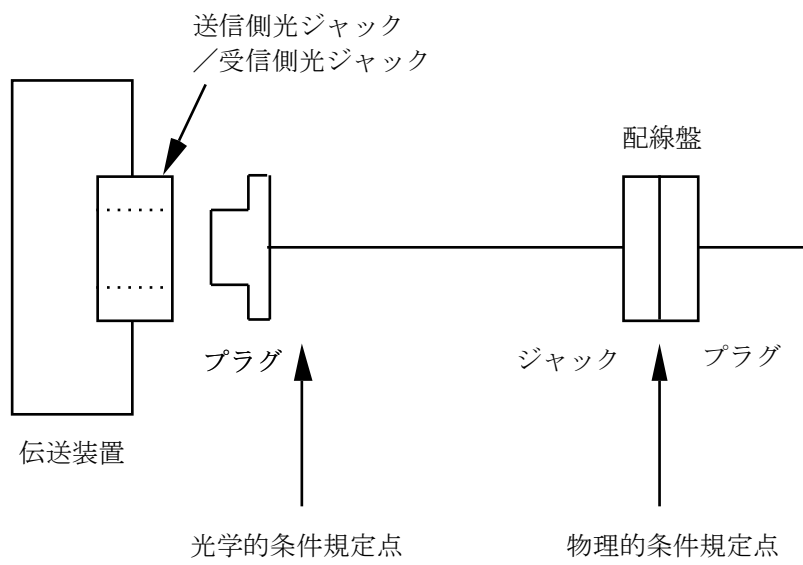 送信側光ジャック
／受信側光ジャック
配線盤
プラグ
ジャック
プラグ
伝送装置
光学的条件規定点
物理的条件規定点